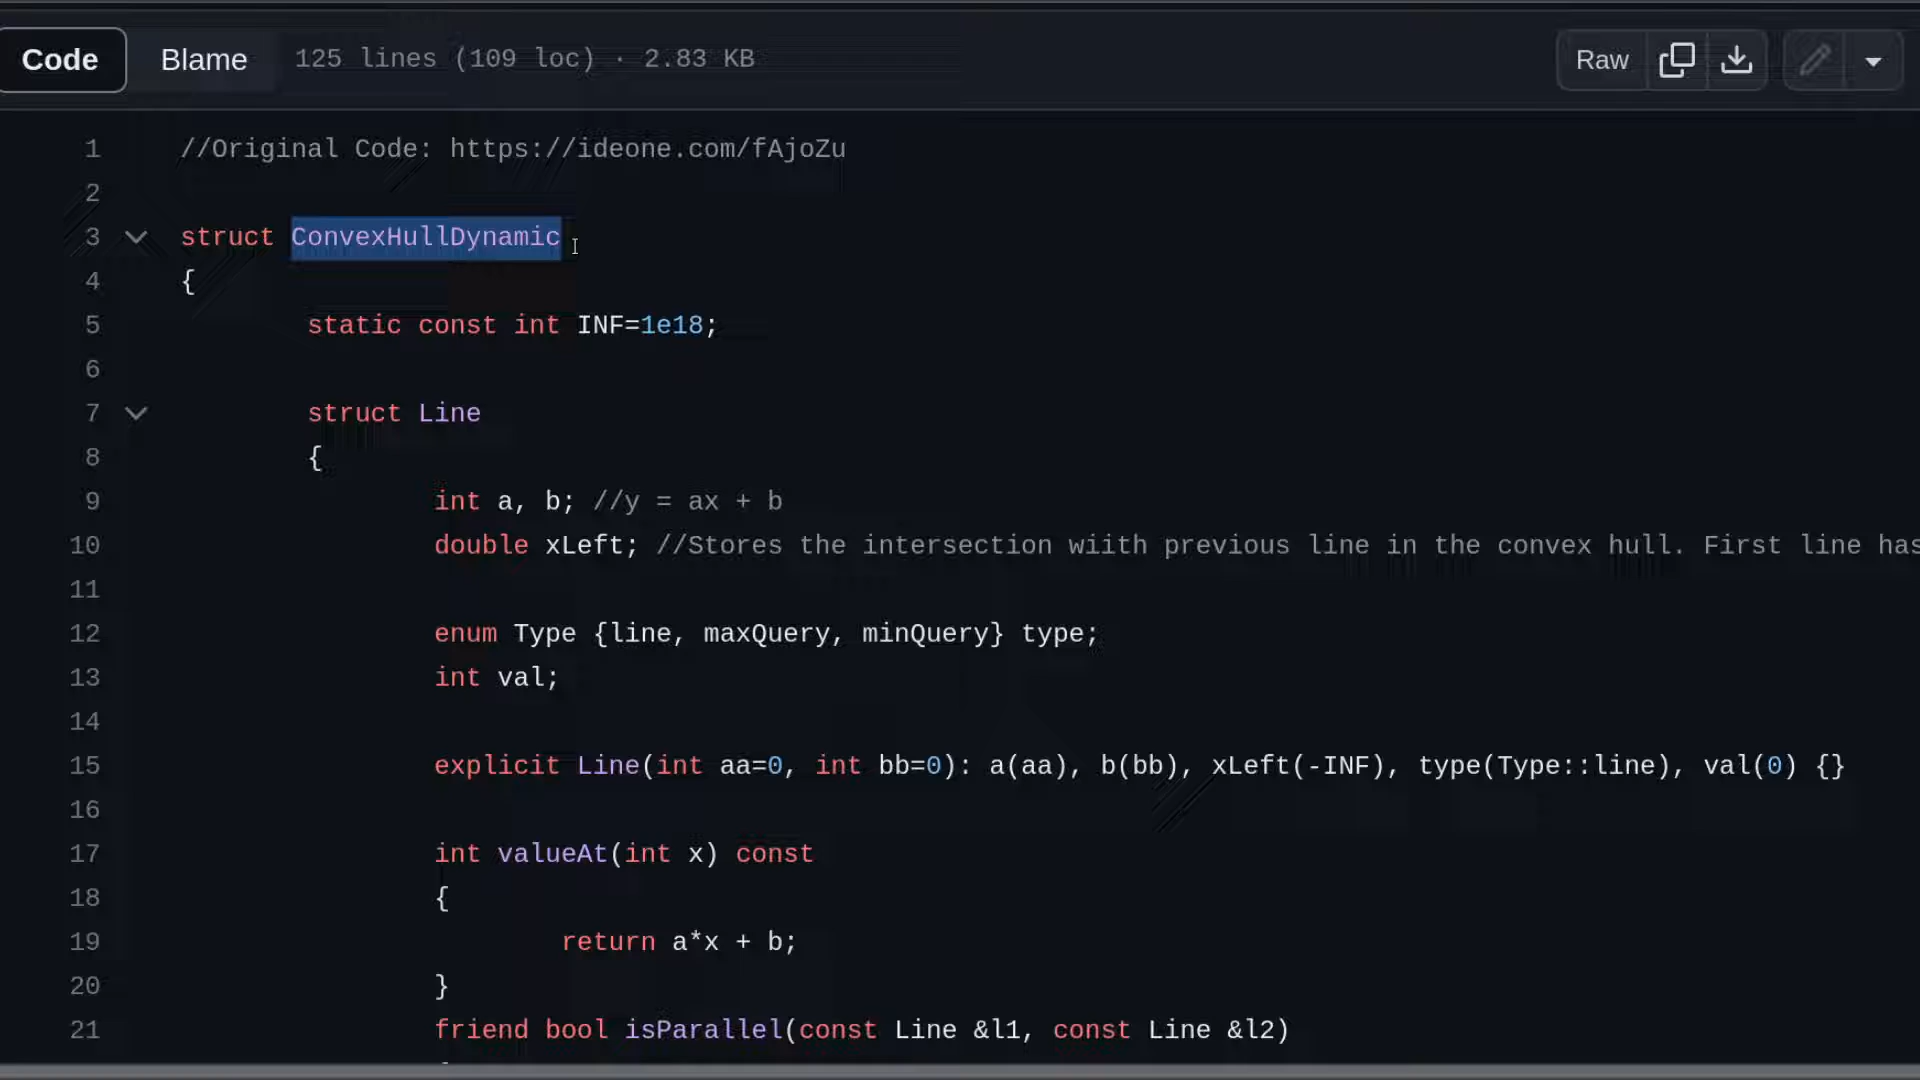 Code Blame 125 lines (109 loc) · 2.83 KB Raw
1 //Original Code: https://ideone.com/fAjoZu
2
3 struct ConvexHullDynamic
4 {
5 static const int INF=1e18;
6
7 struct Line
8 {
9 int a, b; //y = ax + b
10 double xLeft; //Stores the intersection wiith previous line in the convex hull. First line has
11
12 enum Type {line, maxQuery, minQuery} type;
13 int val;
14
15 explicit Line(int aa=0, int bb=0): a(aa), b(bb), xLeft(-INF), type(Type::line), val(0) {}
16
17 int valueAt(int x) const
18 {
19 return a*x + b;
20 }
21 friend bool isParallel(const Line &l1, const Line &l2)